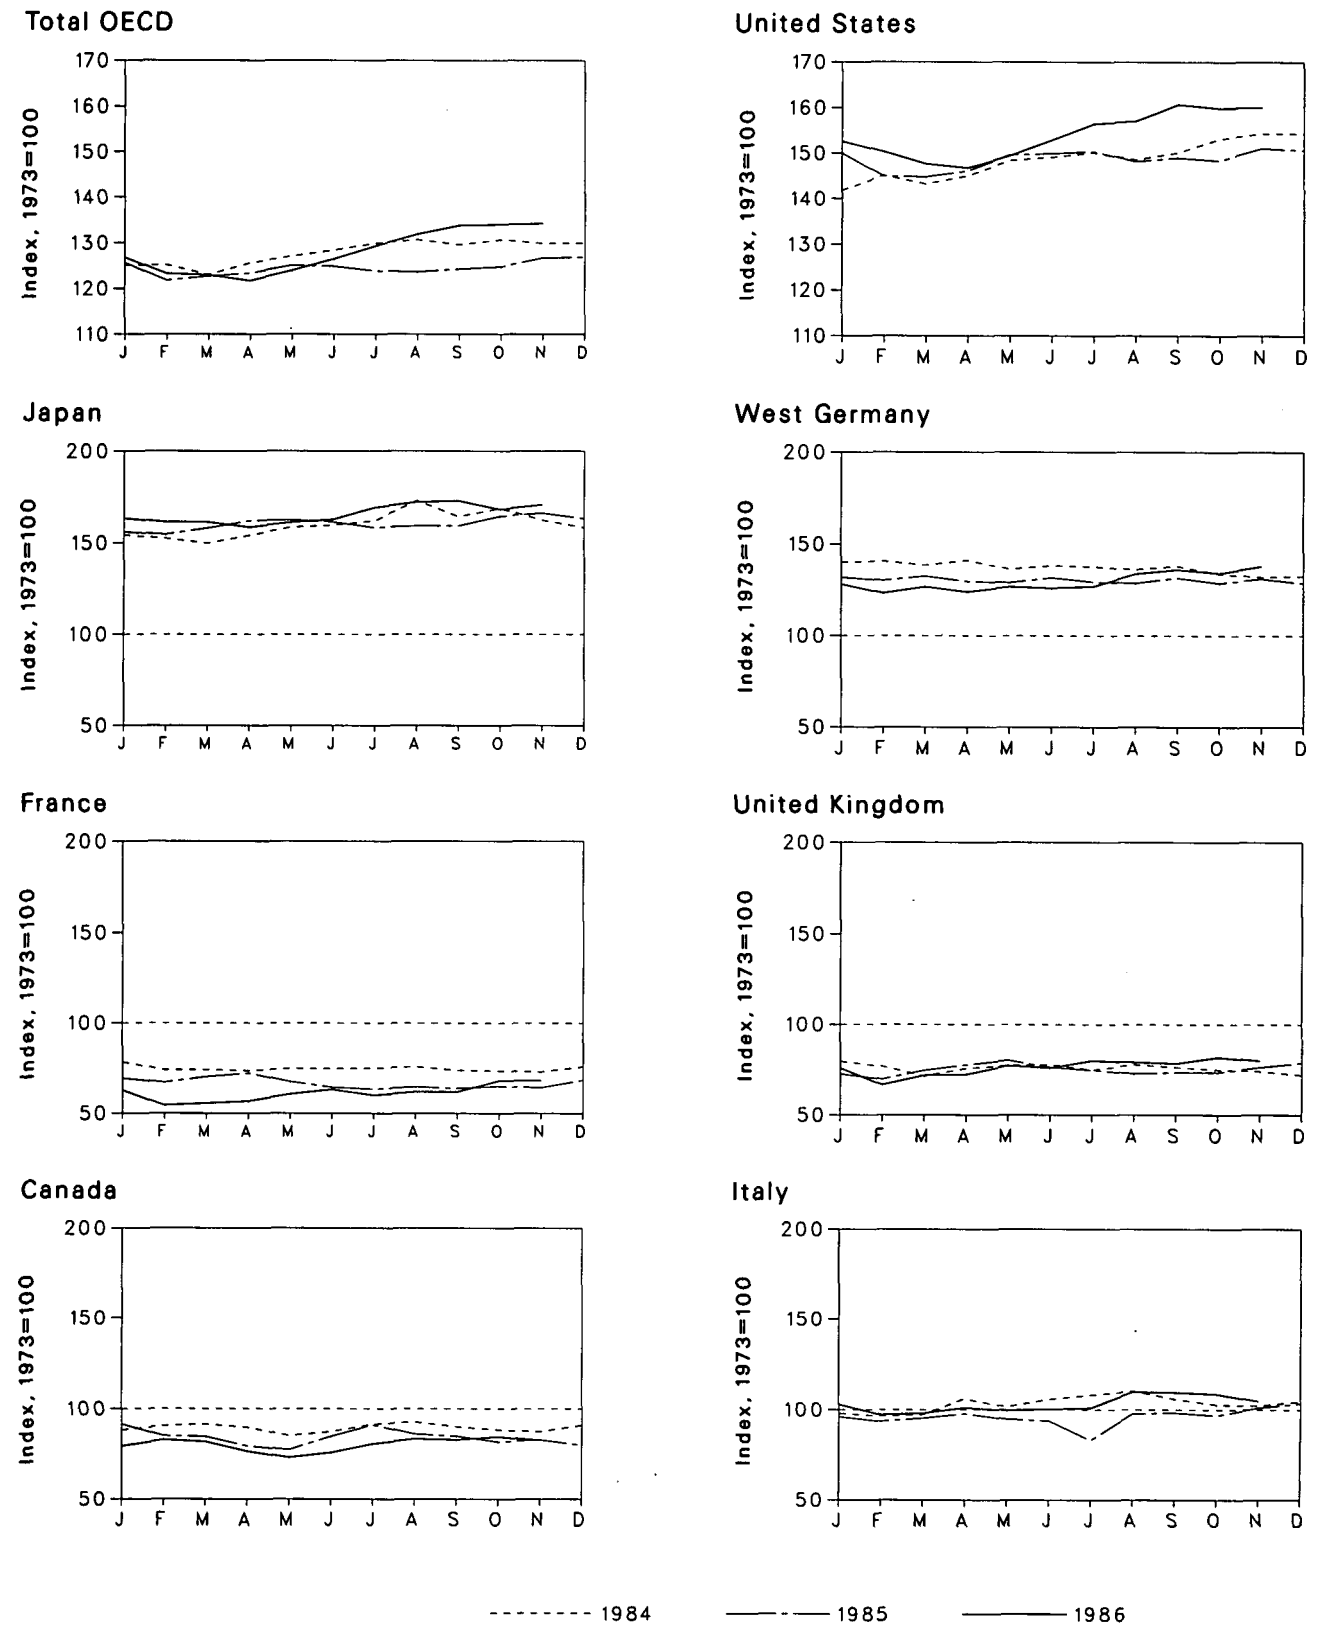 Total OECD
Index, 1973=100
170
160
150
140
130
120
110
J F M A M J J A S O N D
United States
Index, 1973=100
170
160
150
140
130
120
110
J F M A M J J A S O N D
Japan
Index, 1973=100
200
150
100
50
J F M A M J J A S O N D
West Germany
Index, 1973=100
200
150
100
50
J F M A M J J A S O N D
France
Index, 1973=100
200
150
100
50
J F M A M J J A S O N D
United Kingdom
Index, 1973=100
200
150
100
50
J F M A M J J A S O N D
Canada
Index, 1973=100
200
150
100
50
J F M A M J J A S O N D
Italy
Index, 1973=100
200
150
100
50
J F M A M J J A S O N D
1984 1985 1986